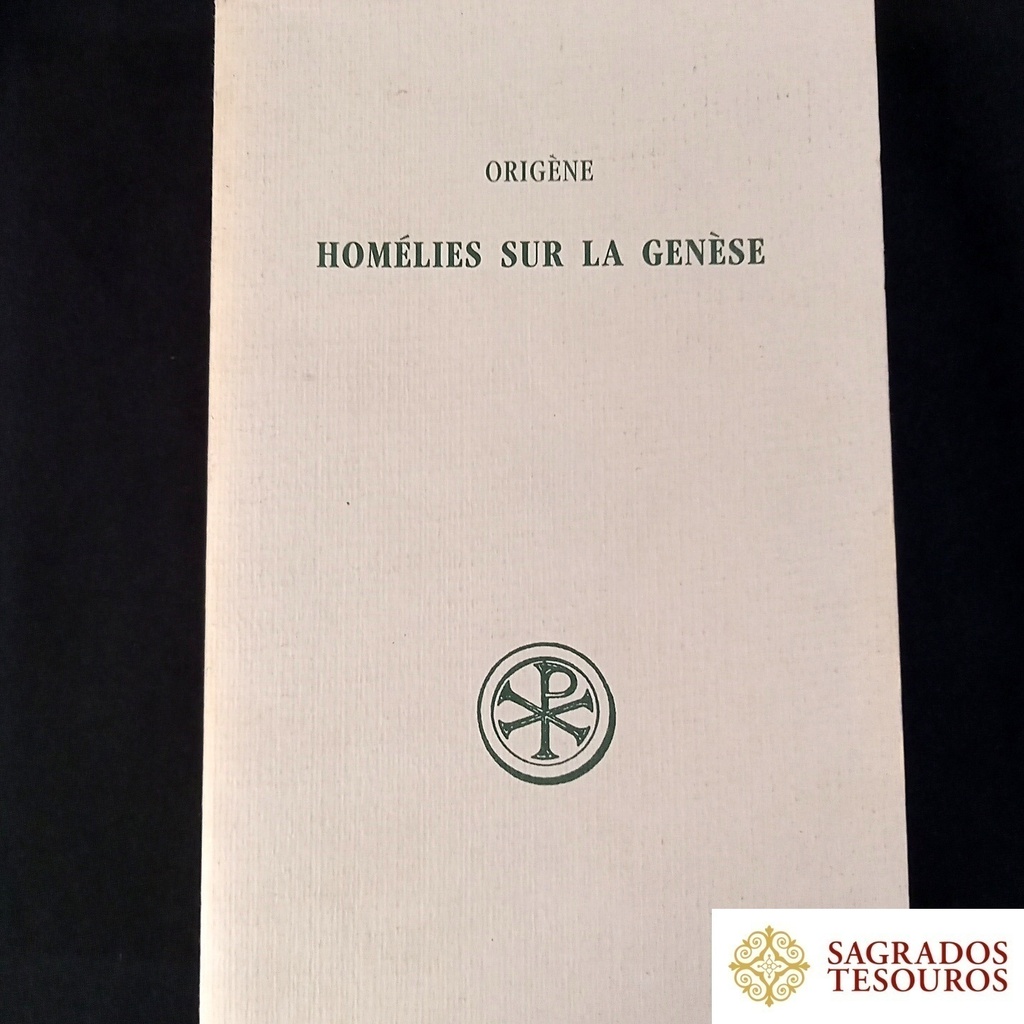 ORIGÈNE
HOMÉLIES SUR LA GENÈSE
SAGRADOS
TESOUROS